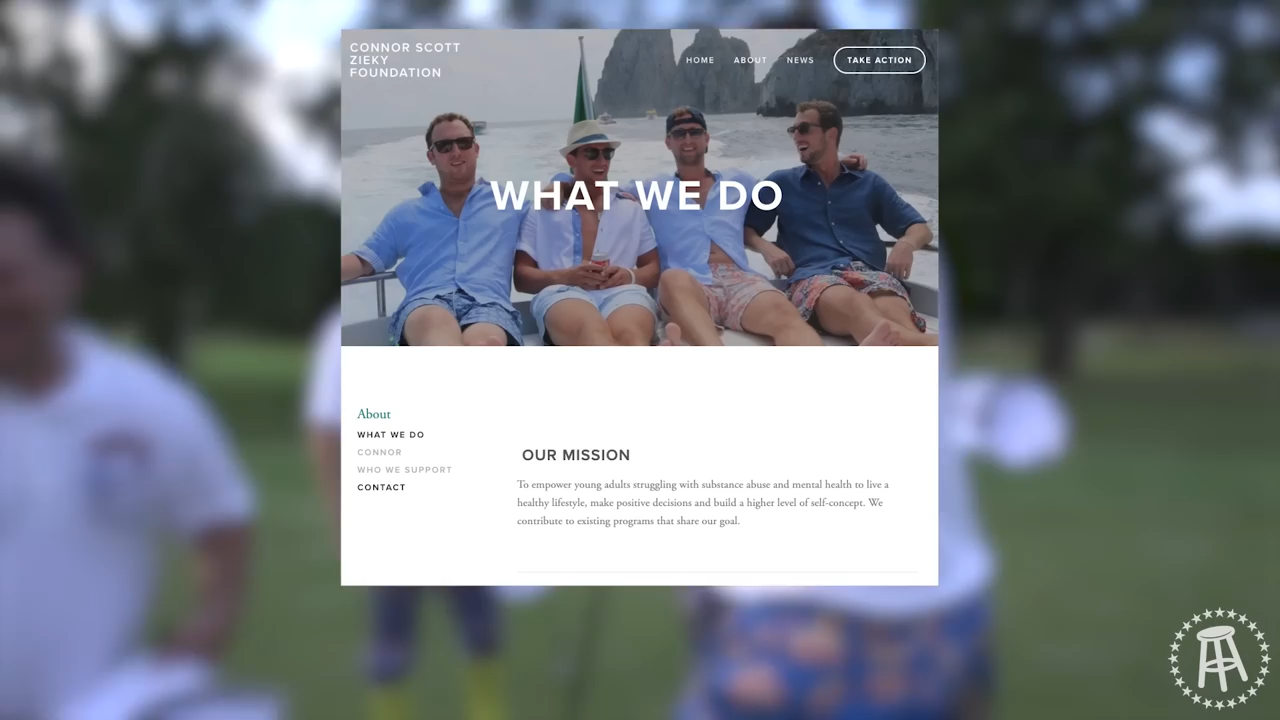 CONNOR SCOTT
ZIEKY
FOUNDATION
HOME ABOUT NEWS TAKE ACTION
WHAT WE DO
About
WHAT WE DO
CONNOR
WHO WE SUPPORT
CONTACT
OUR MISSION
To empower young adults struggling with substance abuse and mental health to live a
healthy lifestyle, make positive decisions and build a higher level of self-concept. We
contribute to existing programs that share our goal.